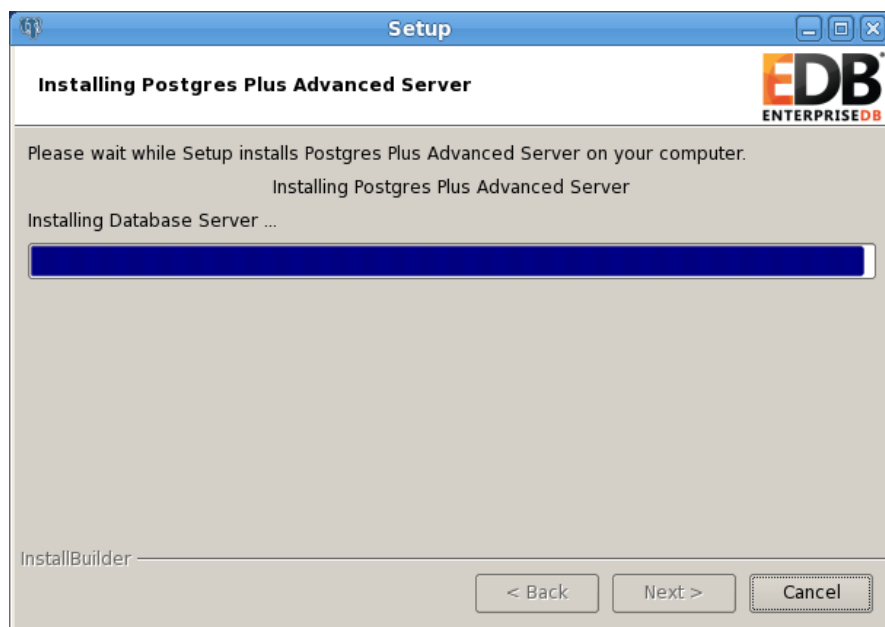 Setup
Installing Postgres Plus Advanced Server
EDB
ENTERPRISEDB
Please wait while Setup installs Postgres Plus Advanced Server on your computer.
Installing Postgres Plus Advanced Server
Installing Database Server ...
InstallBuilder
< Back
Next >
Cancel